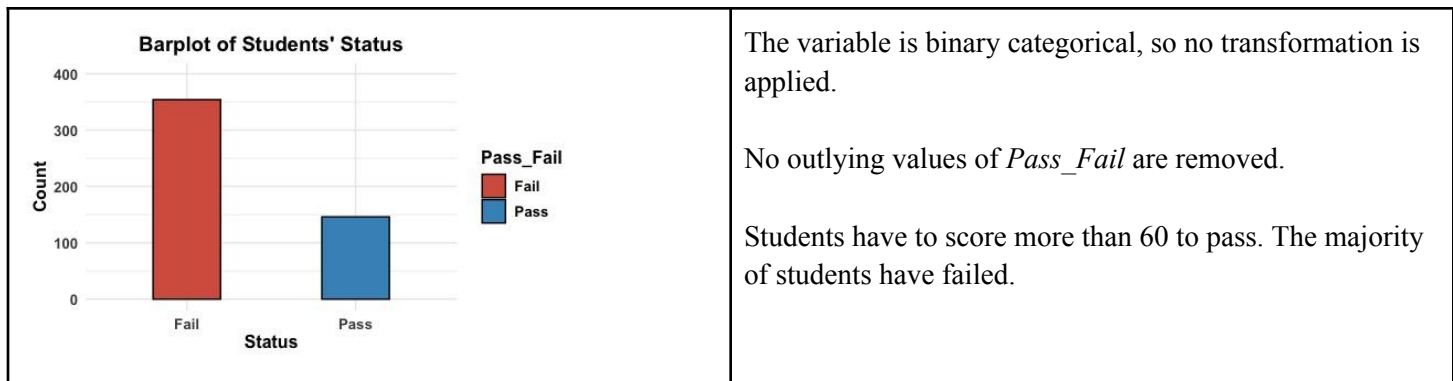 Barplot of Students' Status
400
300
200
100
0
Count
Fail
Pass
Status
Pass_Fail
Fail
Pass
The variable is binary categorical, so no transformation is
applied.
No outlying values of Pass_Fail are removed.
Students have to score more than 60 to pass. The majority
of students have failed.